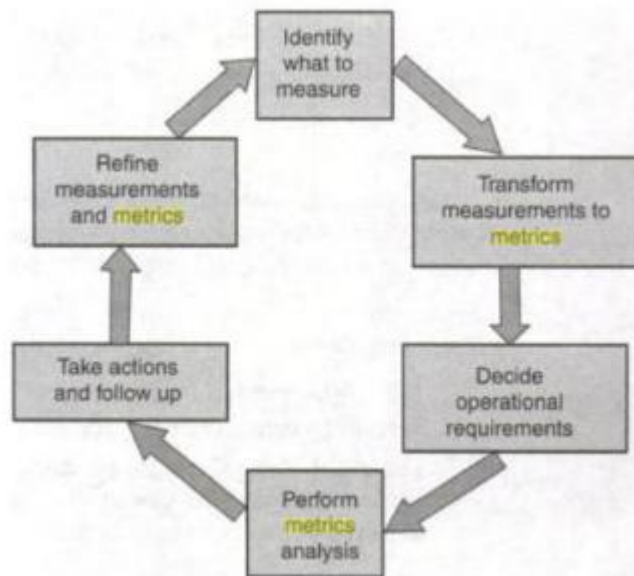 Identify
what to
measure
Transform
measurements to
metrics
Decide
operational
requirements
Perform
metrics
analysis
Take actions
and follow up
Refine
measurements
and metrics